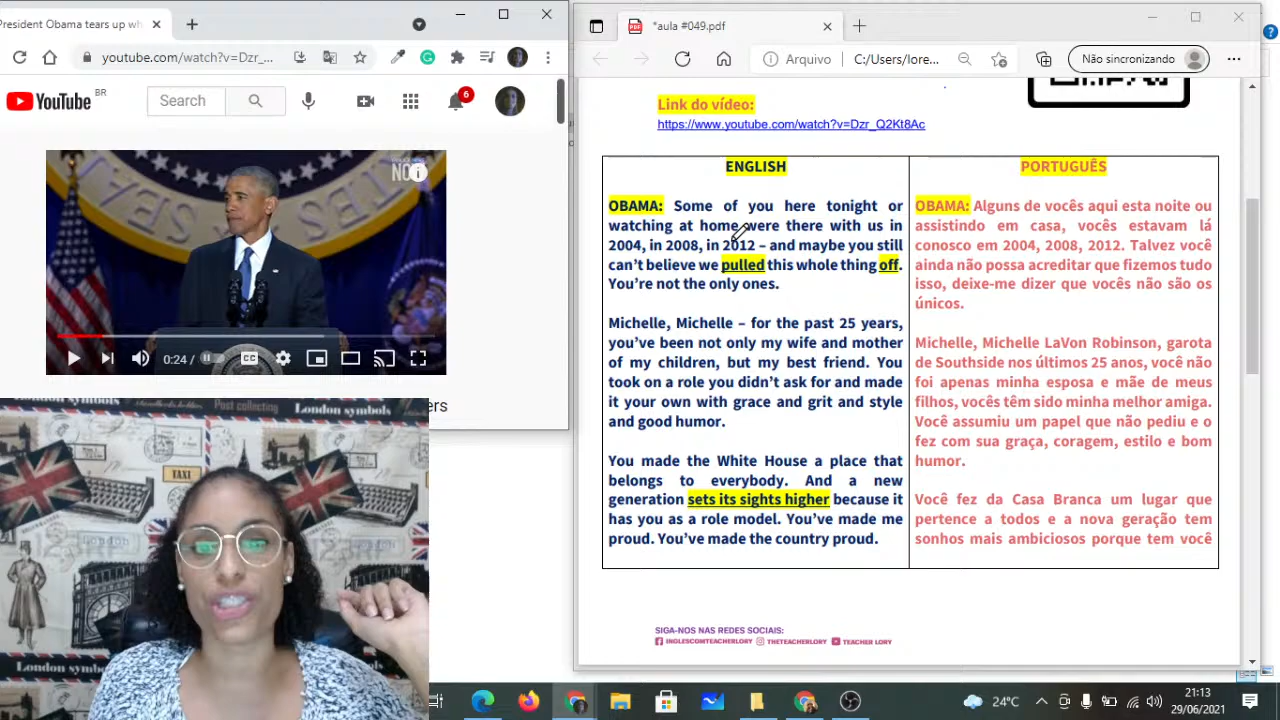 President Obama tears up wh
youtube.com/watch?v=Dzr_...
YouTube BR
Search
6
NOW
0:24
ers
Post collecting
London symbols
TAXI
London
London symbols
London symbols
*aula #049.pdf
Arquivo
C:/Users/lore...
Não sincronizando
Link do vídeo:
https://www.youtube.com/watch?v=Dzr_Q2Kt8Ac
ENGLISH
OBAMA: Some of you here tonight or
watching at home were there with us in
2004, in 2008, in 2012 – and maybe you still
can’t believe we pulled this whole thing off.
You’re not the only ones.
Michelle, Michelle – for the past 25 years,
you’ve been not only my wife and mother
of my children, but my best friend. You
took on a role you didn’t ask for and made
it your own with grace and grit and style
and good humor.
You made the White House a place that
belongs to everybody. And a new
generation sets its sights higher because it
has you as a role model. You’ve made me
proud. You’ve made the country proud.
PORTUGUÊS
OBAMA: Alguns de vocês aqui esta noite ou
assistindo em casa, vocês estavam lá
conosco em 2004, 2008, 2012. Talvez você
ainda não possa acreditar que fizemos tudo
isso, deixe-me dizer que vocês não são os
únicos.
Michelle, Michelle LaVon Robinson, garota
de Southside nos últimos 25 anos, você não
foi apenas minha esposa e mãe de meus
filhos, vocês têm sido minha melhor amiga.
Você assumiu um papel que não pediu e o
fez com sua graça, coragem, estilo e bom
humor.
Você fez da Casa Branca um lugar que
pertence a todos e a nova geração tem
sonhos mais ambiciosos porque tem você
SIGA-NOS NAS REDES SOCIAIS:
INGLESCOMTEACHERLORY THETEACHERLORY TEACHER LORY
24°C
21:13
29/06/2021